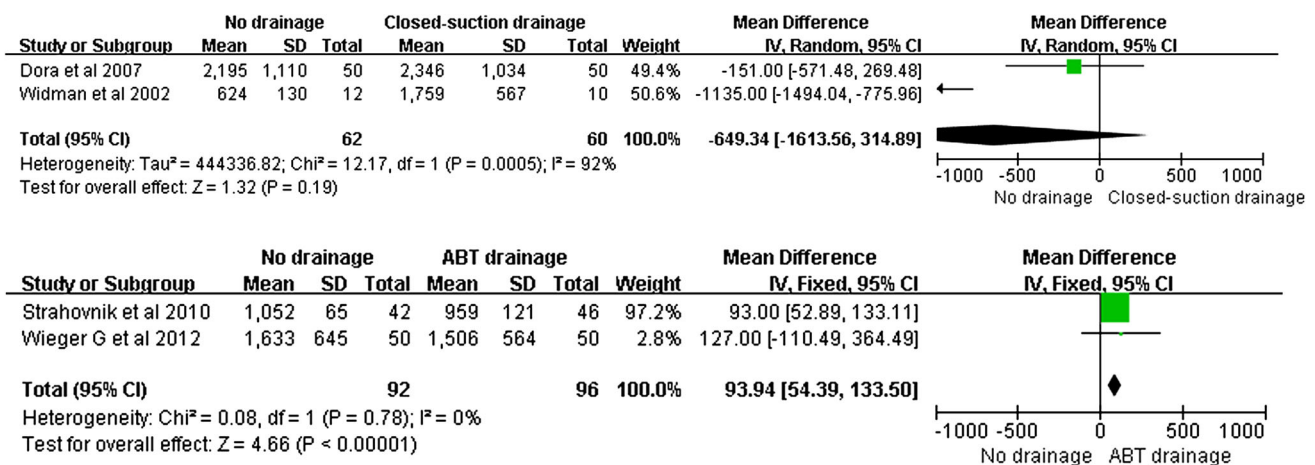 No drainage Closed-suction drainage Mean Difference Mean Difference
Study or Subgroup Mean SD Total Mean SD Total Weight IV, Random, 95% CI IV, Random, 95% CI
Dora et al 2007 2,195 1,110 50 2,346 1,034 50 49.4% -151.00 [-571.48, 269.48]
Widman et al 2002 624 130 12 1,759 567 10 50.6% -1135.00 [-1494.04, -775.96]
Total (95% CI) 62 60 100.0% -649.34 [-1613.56, 314.89]
Heterogeneity: Tau² = 444336.82; Chi² = 12.17, df = 1 (P = 0.0005); I² = 92%
Test for overall effect: Z = 1.32 (P = 0.19)
-1000 -500 0 500 1000
No drainage Closed-suction drainage
No drainage ABT drainage Mean Difference Mean Difference
Study or Subgroup Mean SD Total Mean SD Total Weight IV, Fixed, 95% CI IV, Fixed, 95% CI
Strahovnik et al 2010 1,052 65 42 959 121 46 97.2% 93.00 [52.89, 133.11]
Wieger G et al 2012 1,633 645 50 1,506 564 50 2.8% 127.00 [-110.49, 364.49]
Total (95% CI) 92 96 100.0% 93.94 [54.39, 133.50]
Heterogeneity: Chi² = 0.08, df = 1 (P = 0.78); I² = 0%
Test for overall effect: Z = 4.66 (P < 0.00001)
-1000 -500 0 500 1000
No drainage ABT drainage